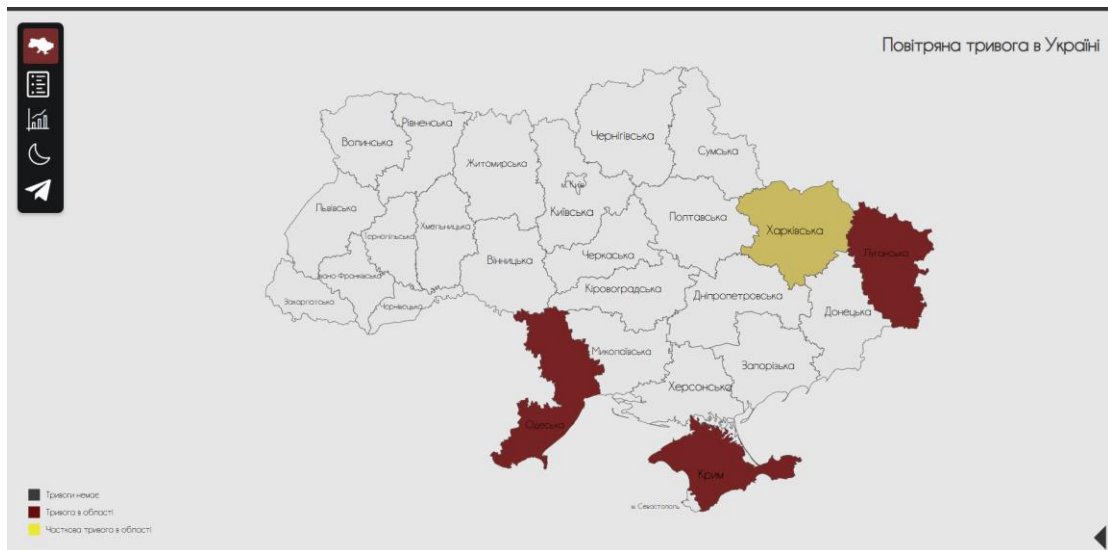 Повітряна тривога в Україні
Чернігівська
Рівненська
Волинська
Сумська
Житомирська
м. Київ
Львівська
Київська
Полтавська
Харківська
Тернопільська
Хмельницька
Луганська
Вінницька
Черкаська
Івано-Франківська
Кіровоградська
Дніпропетровська
Закарпатська
Чернівецька
Донецька
Миколаївська
Запорізька
Херсонська
Одеська
Крим
м. Севастополь
Тривоги немає
Тривога в області
Часткова тривога в області